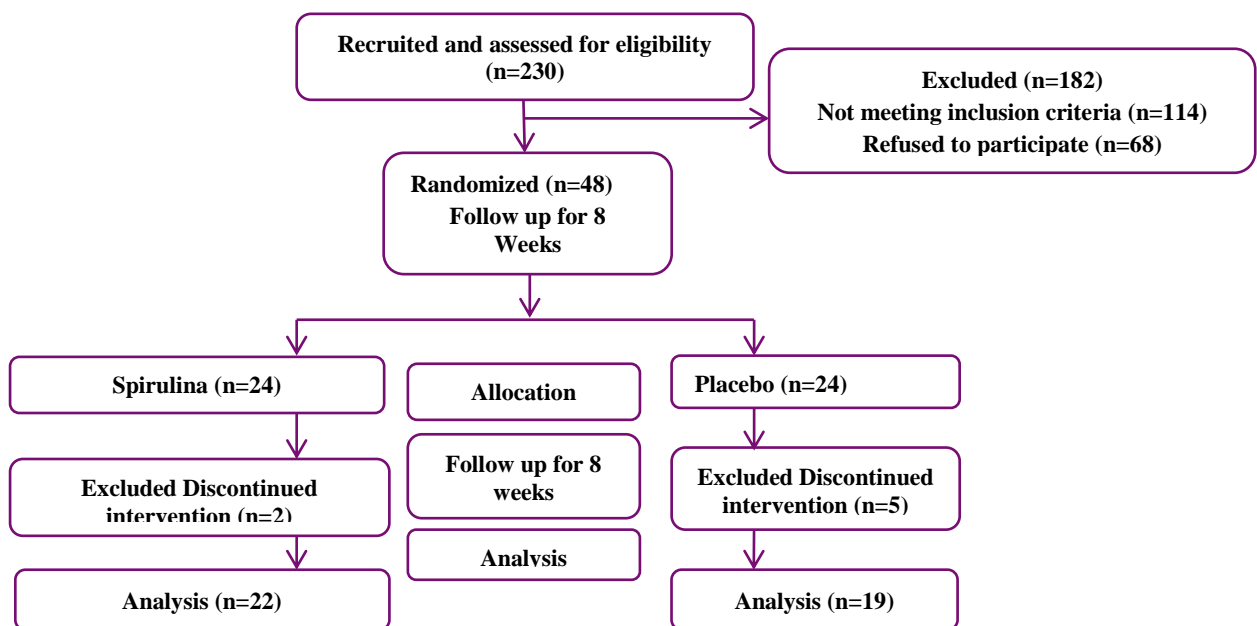 Recruited and assessed for eligibility
(n=230)
Excluded (n=182)
Not meeting inclusion criteria (n=114)
Refused to participate (n=68)
Randomized (n=48)
Follow up for 8
Weeks
Spirulina (n=24)
Allocation
Placebo (n=24)
Excluded Discontinued
intervention (n=2)
Follow up for 8
weeks
Excluded Discontinued
intervention (n=5)
Analysis
Analysis (n=22)
Analysis (n=19)